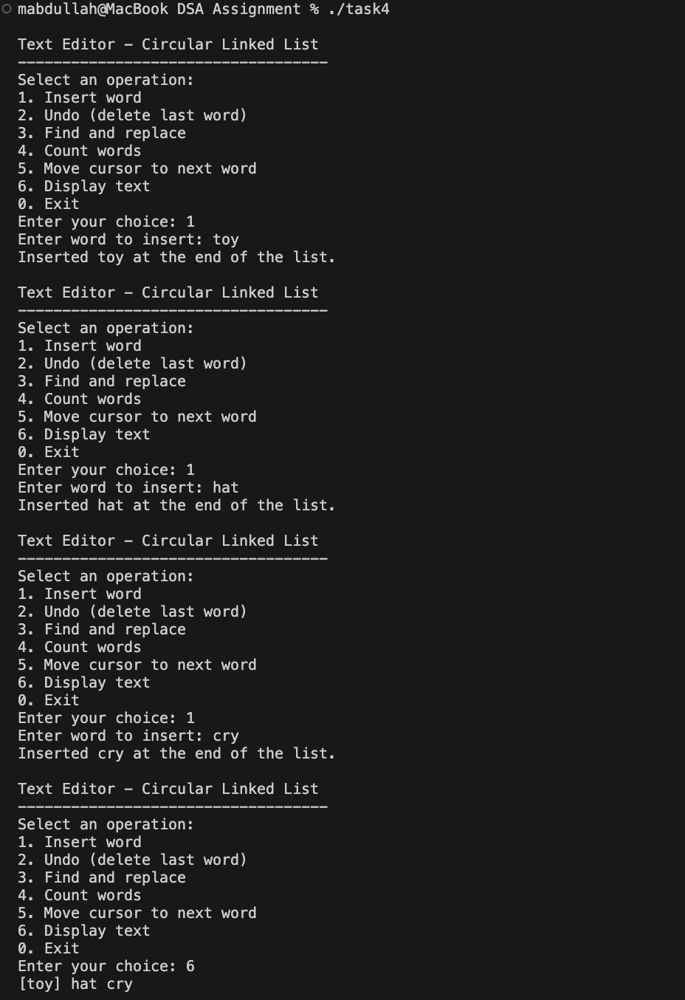 mabdullah@MacBook DSA Assignment % ./task4
Text Editor – Circular Linked List
-----------------------------------
Select an operation:
1. Insert word
2. Undo (delete last word)
3. Find and replace
4. Count words
5. Move cursor to next word
6. Display text
0. Exit
Enter your choice: 1
Enter word to insert: toy
Inserted toy at the end of the list.
Text Editor – Circular Linked List
-----------------------------------
Select an operation:
1. Insert word
2. Undo (delete last word)
3. Find and replace
4. Count words
5. Move cursor to next word
6. Display text
0. Exit
Enter your choice: 1
Enter word to insert: hat
Inserted hat at the end of the list.
Text Editor – Circular Linked List
-----------------------------------
Select an operation:
1. Insert word
2. Undo (delete last word)
3. Find and replace
4. Count words
5. Move cursor to next word
6. Display text
0. Exit
Enter your choice: 1
Enter word to insert: cry
Inserted cry at the end of the list.
Text Editor – Circular Linked List
-----------------------------------
Select an operation:
1. Insert word
2. Undo (delete last word)
3. Find and replace
4. Count words
5. Move cursor to next word
6. Display text
0. Exit
Enter your choice: 6
[toy] hat cry